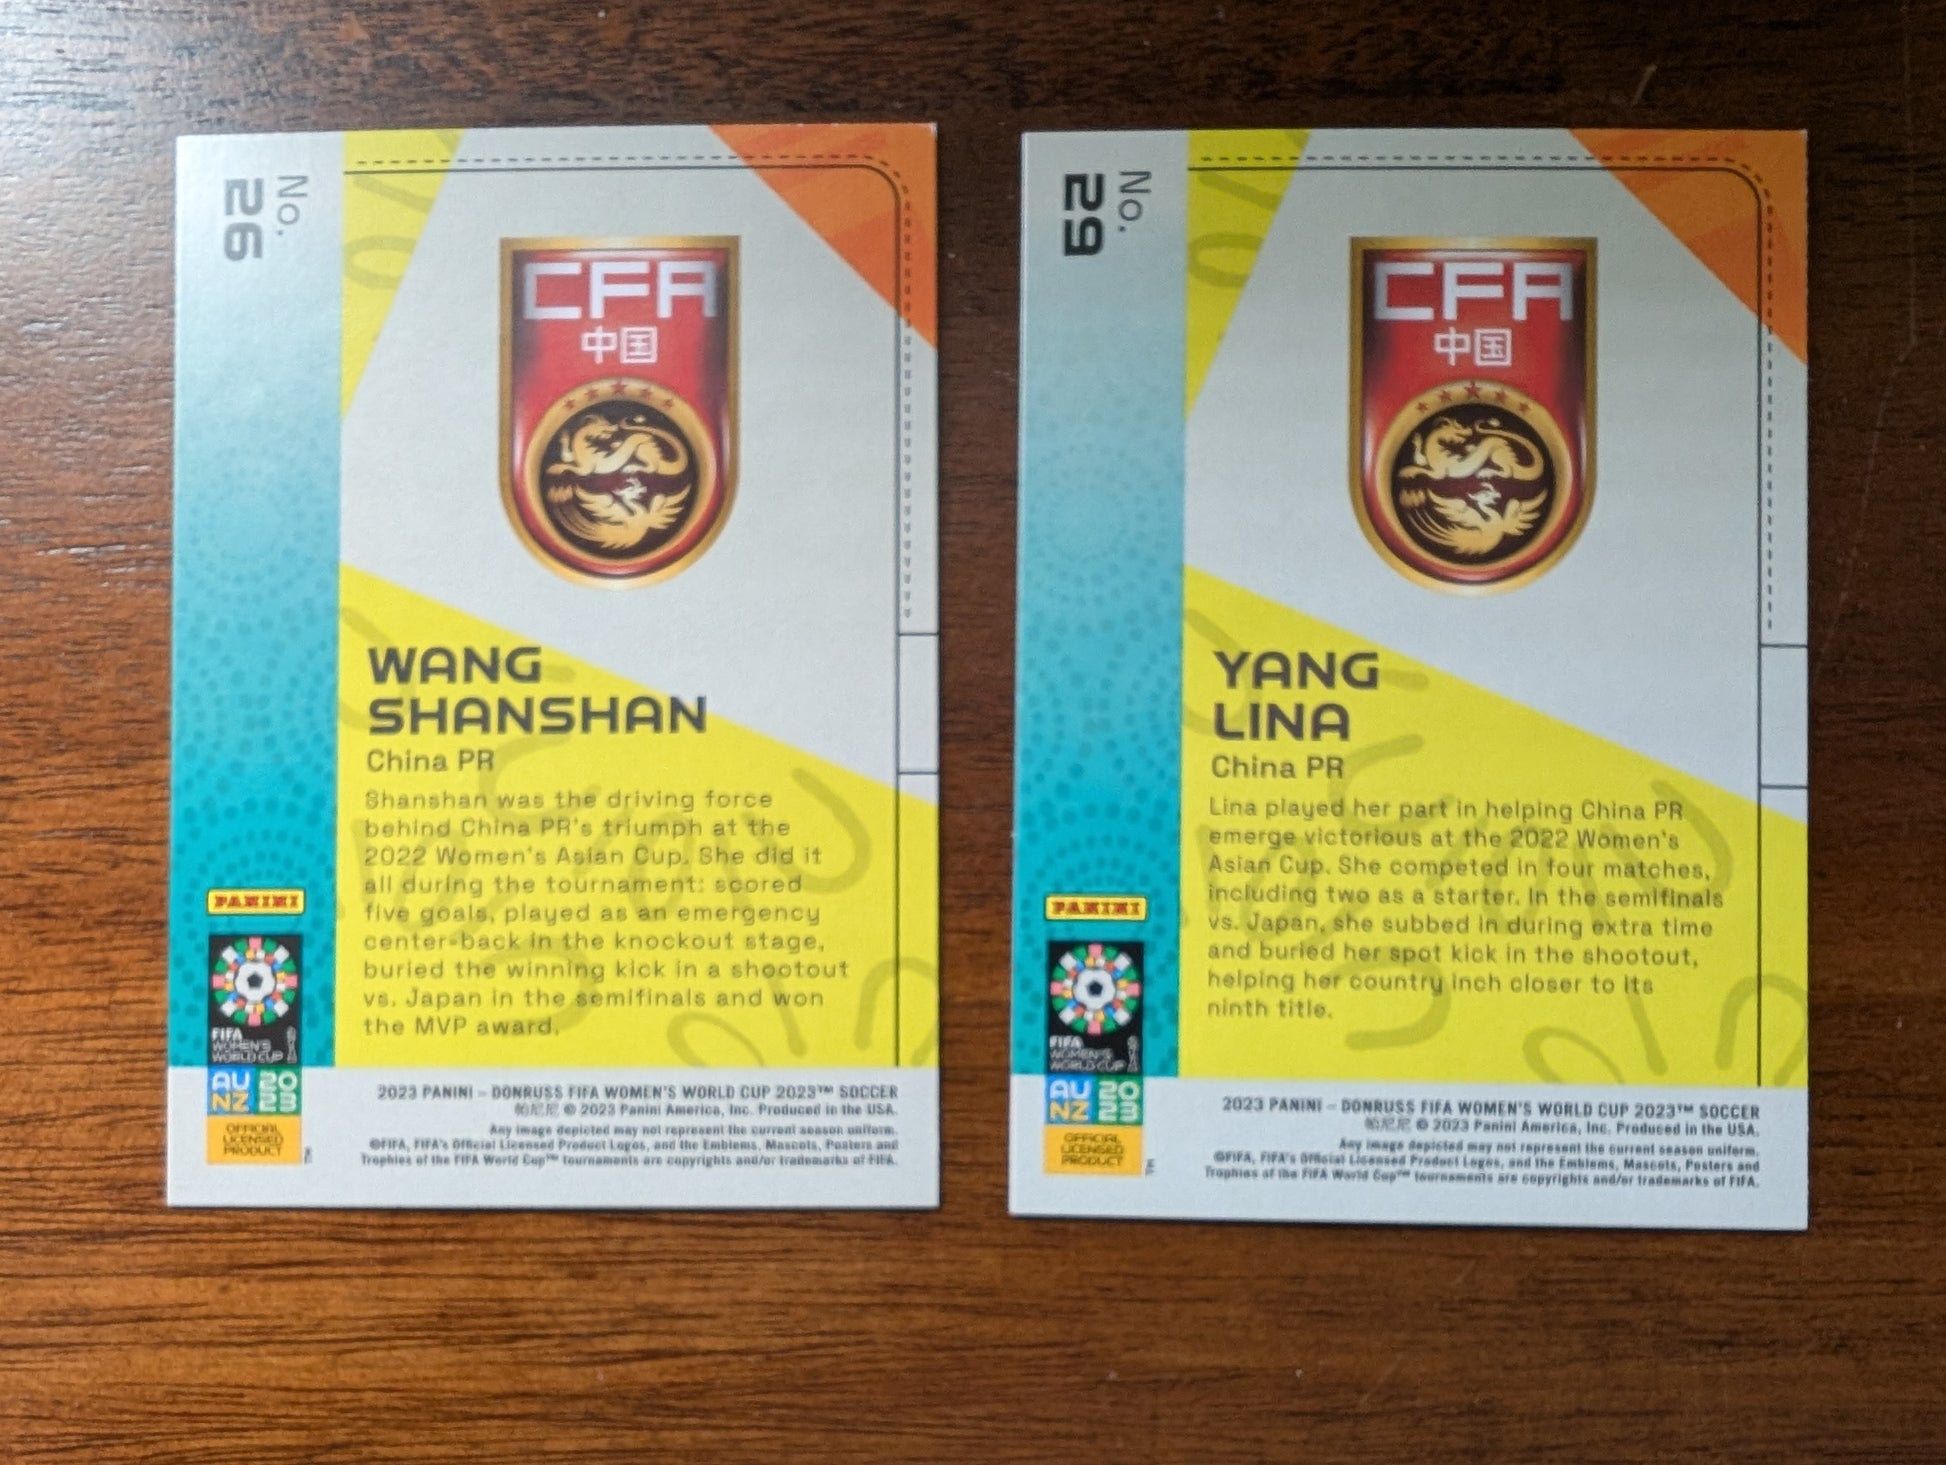 No.
26
CFA
中国
WANG
SHANSHAN
China PR
Shanshan was the driving force
behind China PR's triumph at the
2022 Women's Asian Cup. She did it
all during the tournament: scored
five goals, played as an emergency
center-back in the knockout stage,
buried the winning kick in a shootout
vs. Japan in the semifinals and won
the MVP award.
PANINI
FIFA
WOMEN'S
WORLD CUP
AU 20
NZ 23
OFFICIAL
LICENSED
PRODUCT
TM
2023 PANINI – DONRUSS FIFA WOMEN'S WORLD CUP 2023™ SOCCER
帕尼尼 © 2023 Panini America, Inc. Produced in the USA.
Any image depicted may not represent the current season uniform.
©FIFA, FIFA's Official Licensed Product Logos, and the Emblems, Mascots, Posters and
Trophies of the FIFA World Cup™ tournaments are copyrights and/or trademarks of FIFA.
No.
29
CFA
中国
YANG
LINA
China PR
Lina played her part in helping China PR
emerge victorious at the 2022 Women's
Asian Cup. She competed in four matches,
including two as a starter. In the semifinals
vs. Japan, she subbed in during extra time
and buried her spot kick in the shootout,
helping her country inch closer to its
ninth title.
PANINI
FIFA
WOMEN'S
WORLD CUP
AU 20
NZ 23
OFFICIAL
LICENSED
PRODUCT
TM
2023 PANINI – DONRUSS FIFA WOMEN'S WORLD CUP 2023™ SOCCER
帕尼尼 © 2023 Panini America, Inc. Produced in the USA.
Any image depicted may not represent the current season uniform.
©FIFA, FIFA's Official Licensed Product Logos, and the Emblems, Mascots, Posters and
Trophies of the FIFA World Cup™ tournaments are copyrights and/or trademarks of FIFA.